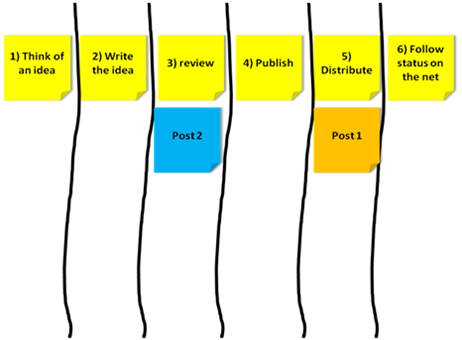 1) Think of
an idea
2) Write
the idea
3) review
4) Publish
5)
Distribute
6) Follow
status on
the net
Post 2
Post 1